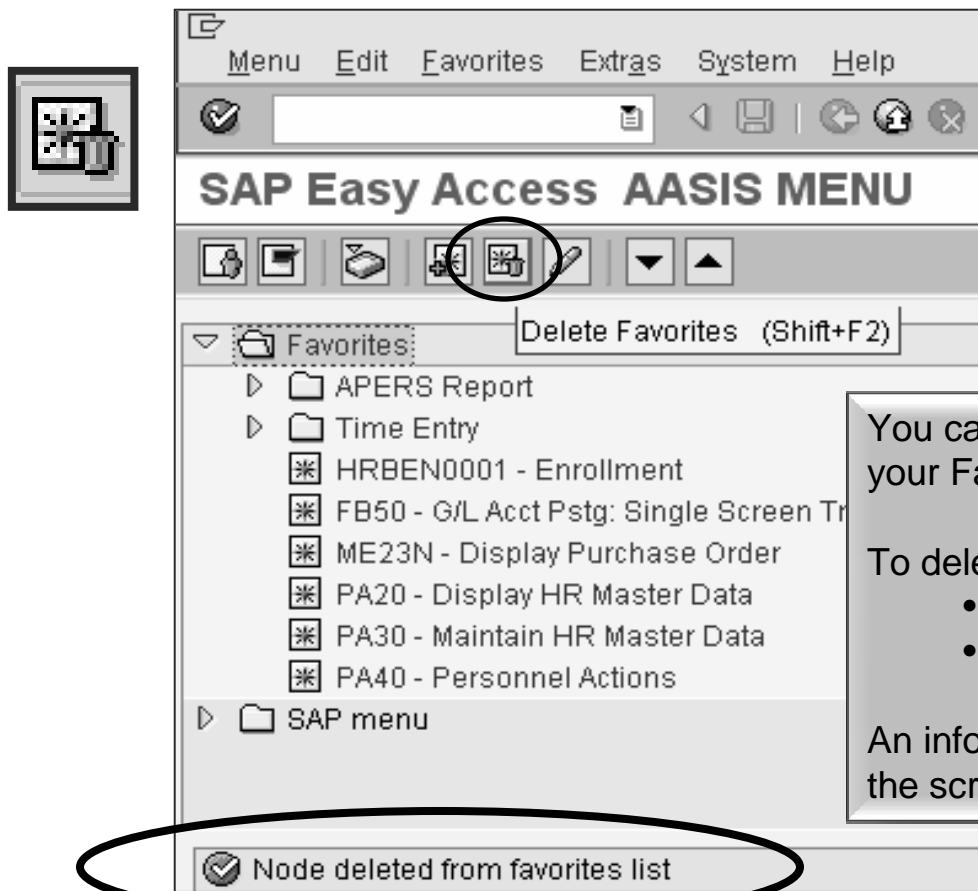 Menu Edit Favorites Extras System Help
SAP Easy Access AASIS MENU
Delete Favorites (Shift+F2)
Favorites
APERS Report
Time Entry
HRBEN0001 - Enrollment
FB50 - G/L Acct Pstg: Single Screen Tr
ME23N - Display Purchase Order
PA20 - Display HR Master Data
PA30 - Maintain HR Master Data
PA40 - Personnel Actions
SAP menu
You ca
your Fa
To dele
•
•
An info
the scr
Node deleted from favorites list